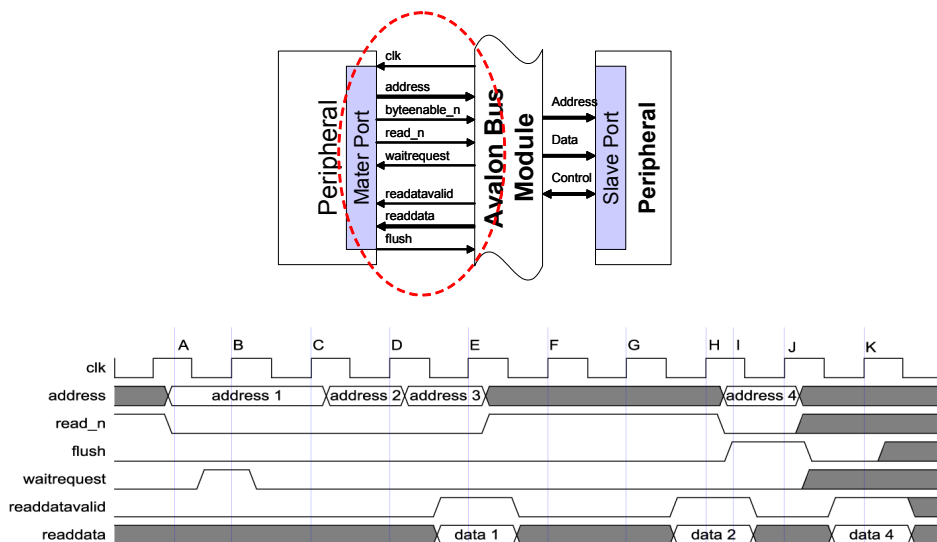 clk
address
byteenable_n
read_n
waitrequest
readatavalid
readdata
flush
Peripheral
Mater Port
Avalon Bus
Module
Address
Data
Control
Slave Port
Peripheral
A B C D E F G H I J K
clk
address address 1 address 2 address 3 address 4
read_n
flush
waitrequest
readdatavalid
readdata data 1 data 2 data 4